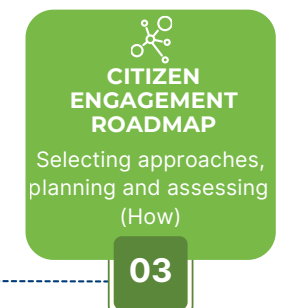 CITIZEN
ENGAGEMENT
ROADMAP
Selecting approaches,
planning and assessing
(How)
03